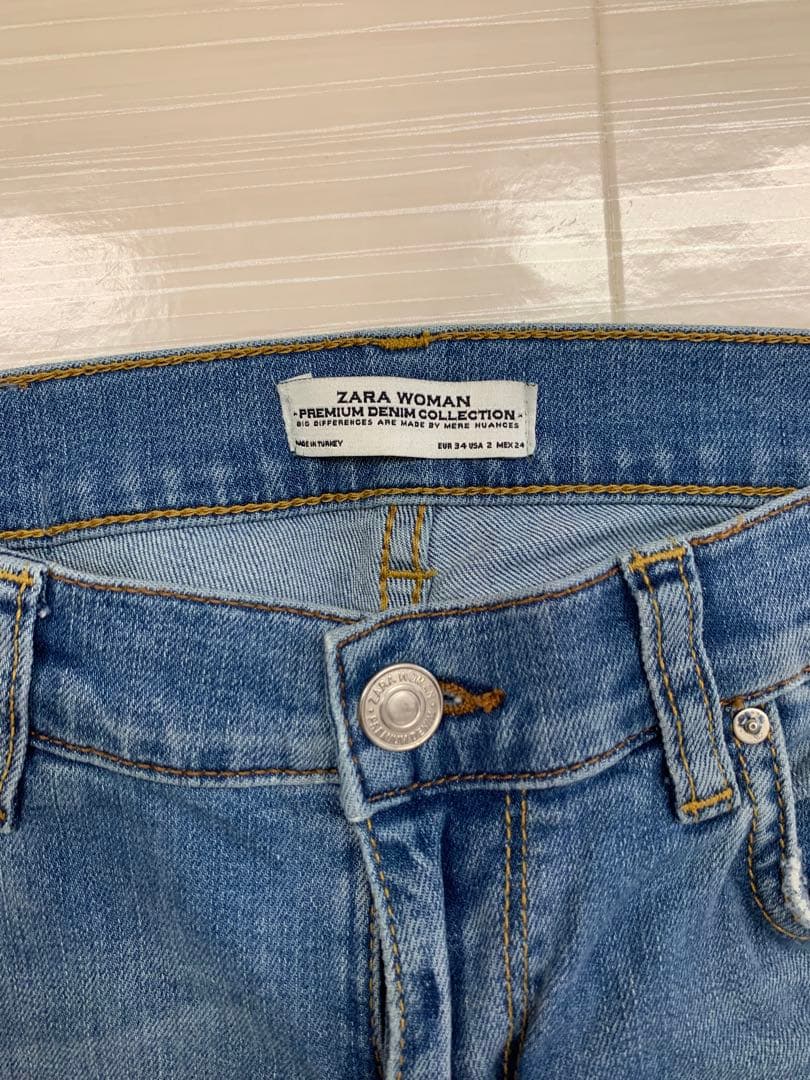 ZARA WOMAN
-PREMIUM DENIM COLLECTION-
BIG DIFFERENCES ARE MADE BY MERE NUANCES
MADE IN TURKEY EUR 34 USA 2 MEX 24
ZARA WOMAN